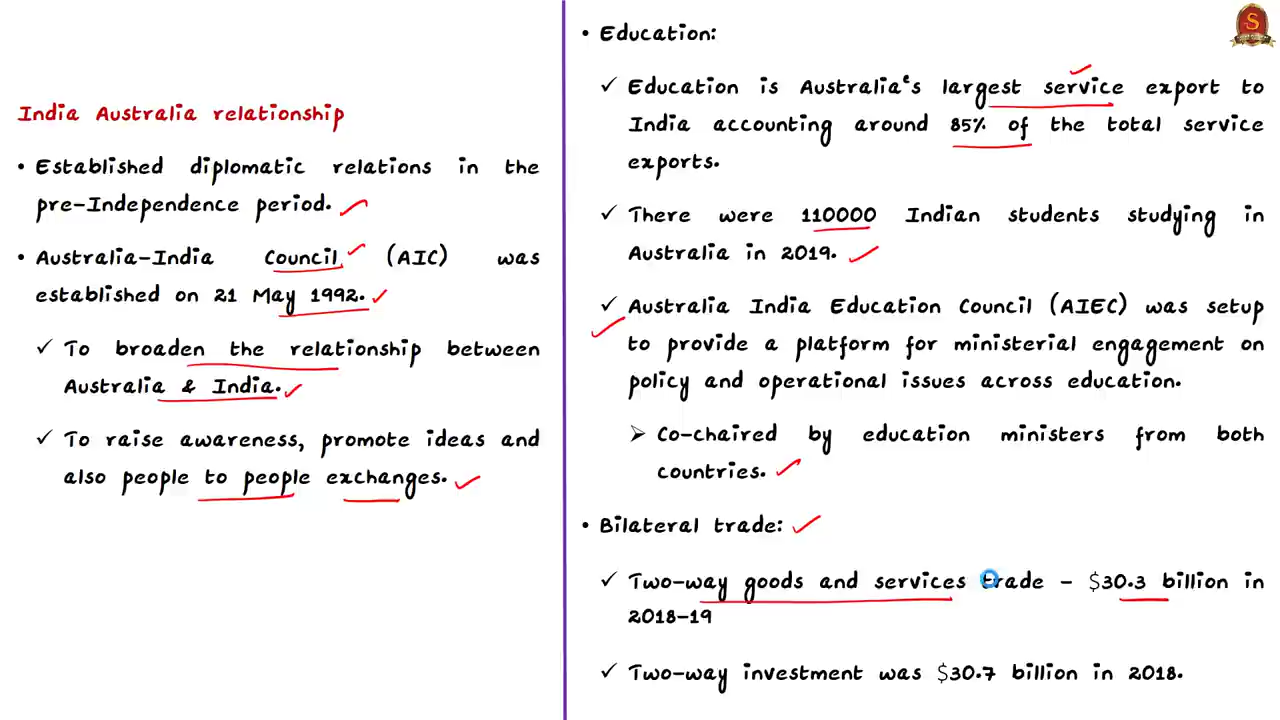 India Australia relationship
• Established diplomatic relations in the
pre-Independence period.
• Australia-India Council (AIC) was
established on 21 May 1992.
✓ To broaden the relationship between
Australia & India.
✓ To raise awareness, promote ideas and
also people to people exchanges.
• Education:
✓ Education is Australia's largest service export to
India accounting around 85% of the total service
exports.
✓ There were 110000 Indian students studying in
Australia in 2019.
✓ Australia India Education Council (AIEC) was setup
to provide a platform for ministerial engagement on
policy and operational issues across education.
➢ Co-chaired by education ministers from both
countries.
• Bilateral trade:
✓ Two-way goods and services trade - $30.3 billion in
2018-19
✓ Two-way investment was $30.7 billion in 2018.
S